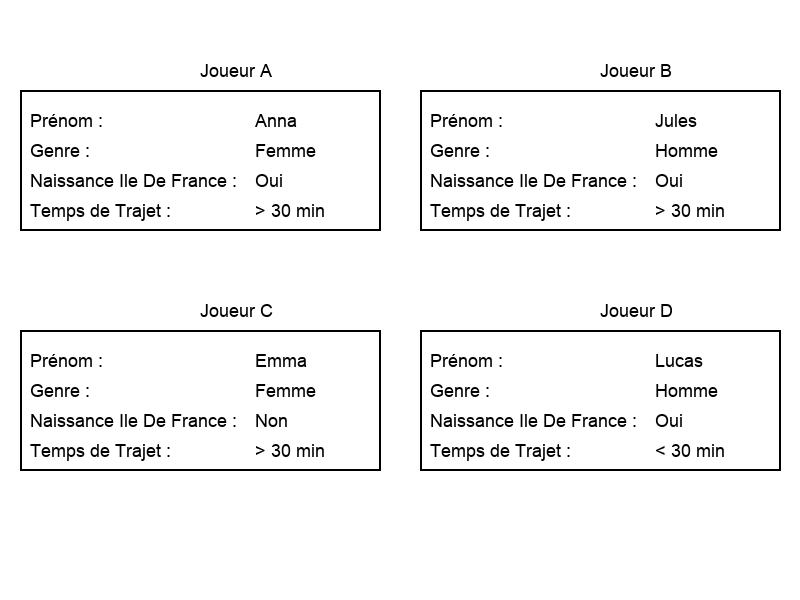 Joueur A
Prénom : Anna
Genre : Femme
Naissance Ile De France : Oui
Temps de Trajet : > 30 min
Joueur B
Prénom : Jules
Genre : Homme
Naissance Ile De France : Oui
Temps de Trajet : > 30 min
Joueur C
Prénom : Emma
Genre : Femme
Naissance Ile De France : Non
Temps de Trajet : > 30 min
Joueur D
Prénom : Lucas
Genre : Homme
Naissance Ile De France : Oui
Temps de Trajet : < 30 min